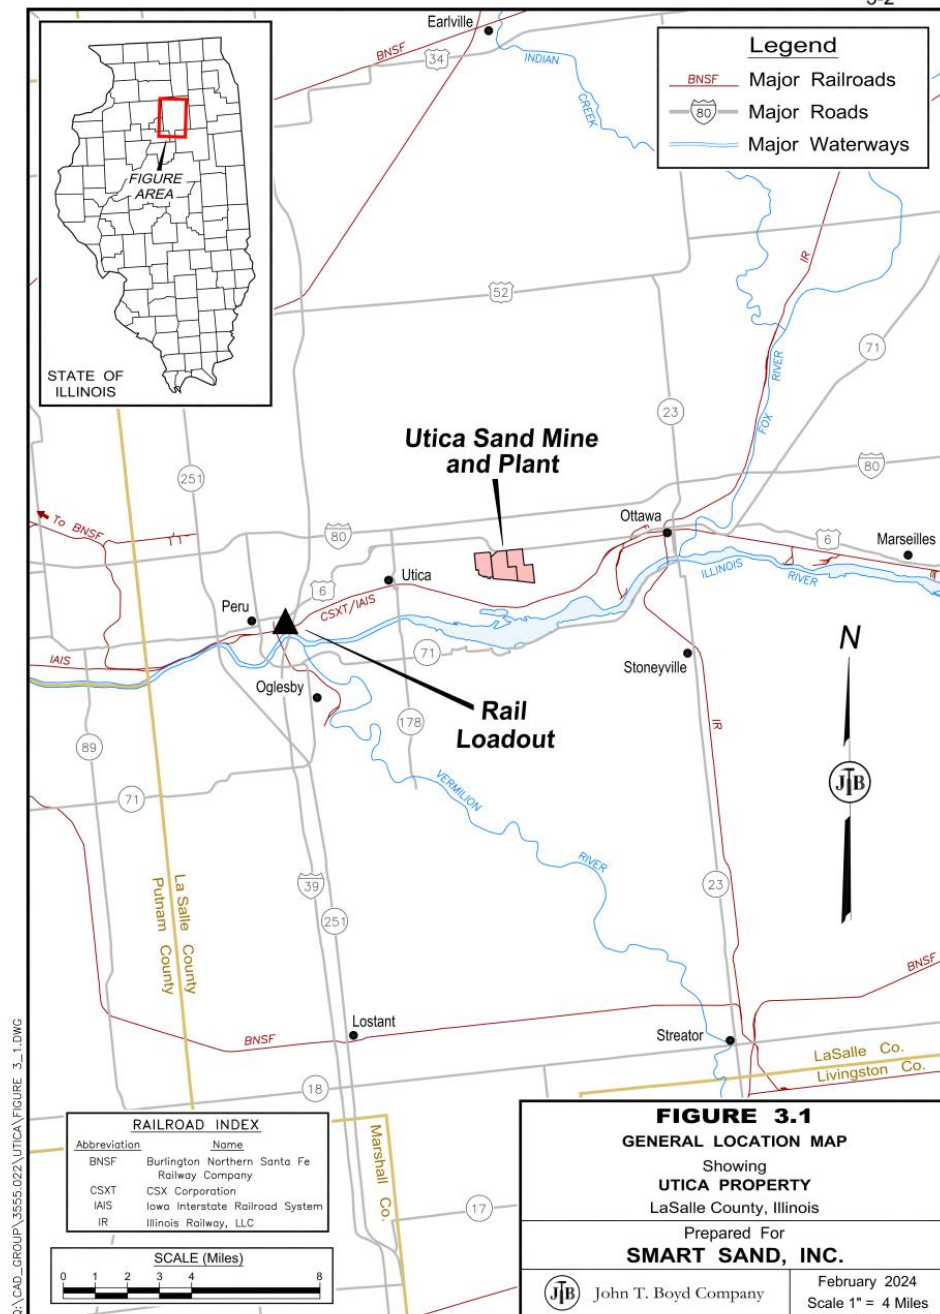 3-2
Earlville
BNSF
34
INDIAN
CREEK
Legend
BNSF Major Railroads
80 Major Roads
Major Waterways
FIGURE
AREA
STATE OF
ILLINOIS
52
IR
71
23
FOX
RIVER
251
Utica Sand Mine
and Plant
80
To BNSF
80
Ottawa
6
Marseilles
6
Utica
Peru
CSXT/IAIS
ILLINOIS
RIVER
IAIS
71
Stoneyville
N
Oglesby
Rail
Loadout
178
IR
89
VERMILION
RIVER
JTB
71
39
23
251
La Salle County
Putnam County
BNSF
Lostant
BNSF
Streator
LaSalle Co.
Livingston Co.
18
Marshall Co.
17
RAILROAD INDEX
Abbreviation Name
BNSF Burlington Northern Santa Fe
Railway Company
CSXT CSX Corporation
IAIS Iowa Interstate Railroad System
IR Illinois Railway, LLC
SCALE (Miles)
0 1 2 3 4 8
FIGURE 3.1
GENERAL LOCATION MAP
Showing
UTICA PROPERTY
LaSalle County, Illinois
Prepared For
SMART SAND, INC.
JTB John T. Boyd Company
February 2024
Scale 1" = 4 Miles
Q:\CAD_GROUP\3555.022\UTICA\FIGURE 3_1.DWG